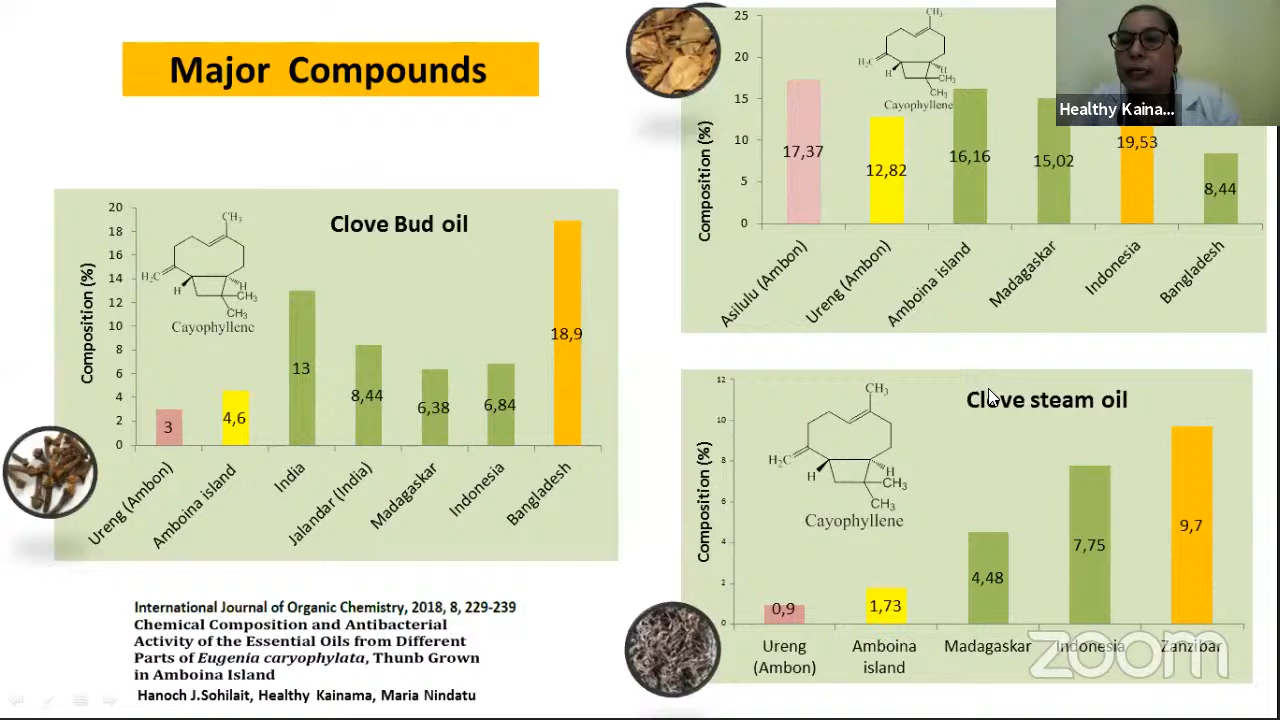 Major Compounds
Clove Bud oil
Composition (%)
20
18
16
14
12
10
8
6
4
2
0
CH₃
H₂C
H
H
CH₃
CH₃
Cayophyllene
3
4,6
13
8,44
6,38
6,84
18,9
Ureng (Ambon)
Amboina island
India
Jalandar (India)
Madagaskar
Indonesia
Bangladesh
International Journal of Organic Chemistry, 2018, 8, 229-239
Chemical Composition and Antibacterial
Activity of the Essential Oils from Different
Parts of Eugenia caryophylata, Thunb Grown
in Amboina Island
Hanoch J.Sohilait, Healthy Kainama, Maria Nindatu
Composition (%)
25
20
15
10
5
0
CH₃
H₂C
H
H
CH₃
CH₃
Cayophyllene
17,37
12,82
16,16
15,02
19,53
8,44
Asilulu (Ambon)
Ureng (Ambon)
Amboina island
Madagaskar
Indonesia
Bangladesh
Healthy Kaina...
Clove steam oil
Composition (%)
12
10
8
6
4
2
0
CH₃
H₂C
H
H
CH₃
CH₃
Cayophyllene
0,9
1,73
4,48
7,75
9,7
Ureng
(Ambon)
Amboina
island
Madagaskar
Indonesia
Zanzibar
zoom